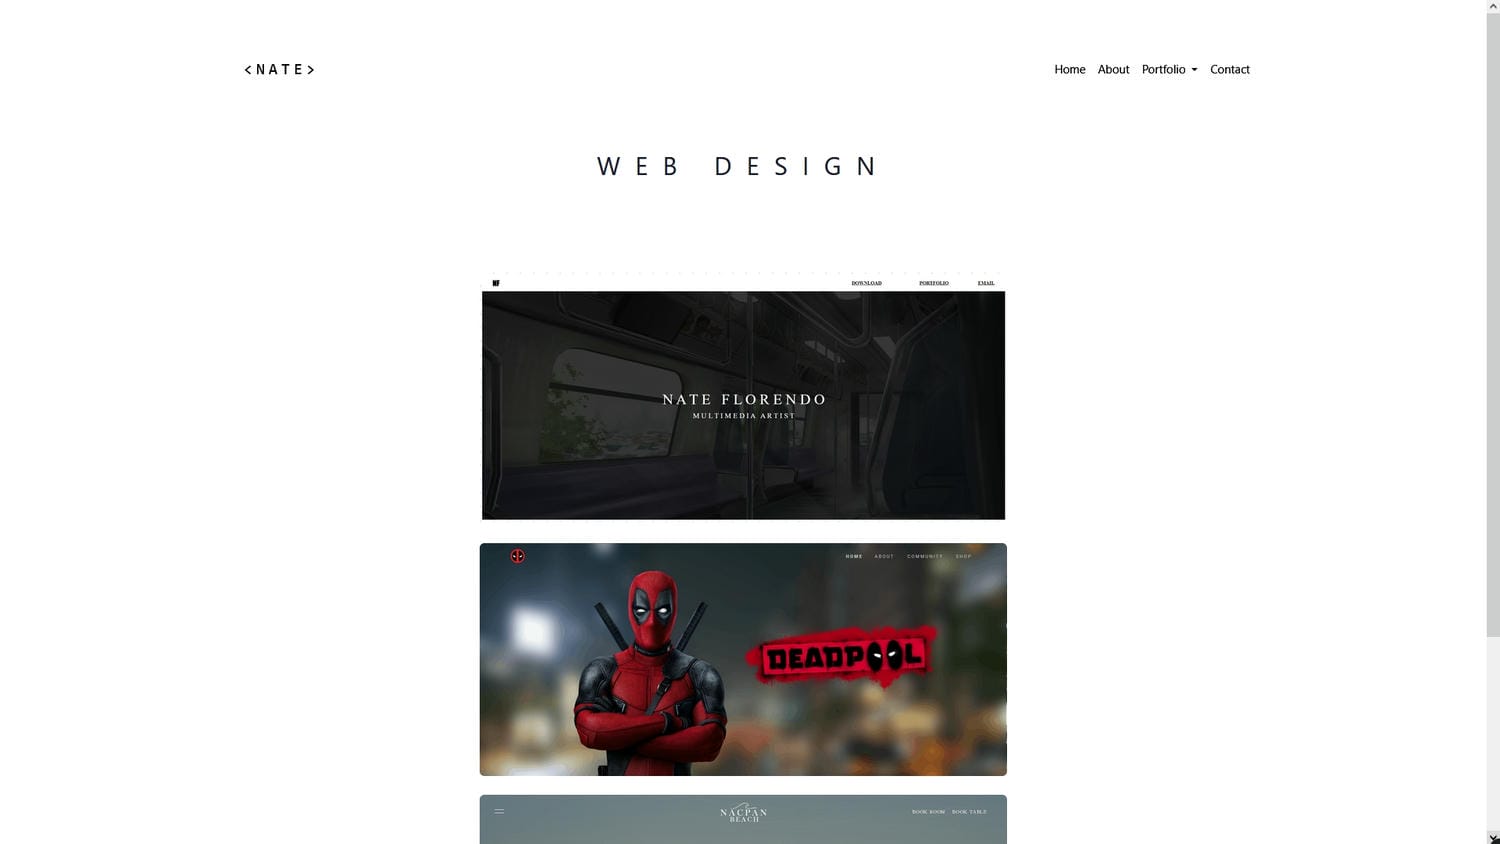 <NATE>
Home About Portfolio Contact
WEB DESIGN
NF
DOWNLOAD PORTFOLIO EMAIL
NATE FLORENDO
MULTIMEDIA ARTIST
HOME ABOUT COMMUNITY SHOP
DEADPOOL
NACPAN
BEACH
BOOK ROOM BOOK TABLE